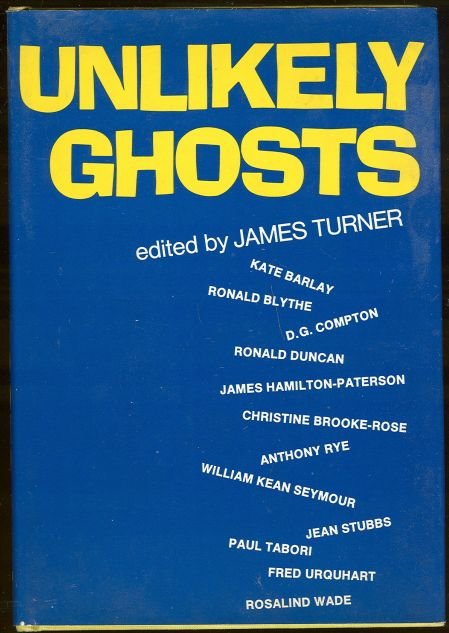 UNLIKELY
GHOSTS
edited by JAMES TURNER
KATE BARLAY
RONALD BLYTHE
D.G. COMPTON
RONALD DUNCAN
JAMES HAMILTON-PATERSON
CHRISTINE BROOKE-ROSE
ANTHONY RYE
WILLIAM KEAN SEYMOUR
JEAN STUBBS
PAUL TABORI
FRED URQUHART
ROSALIND WADE